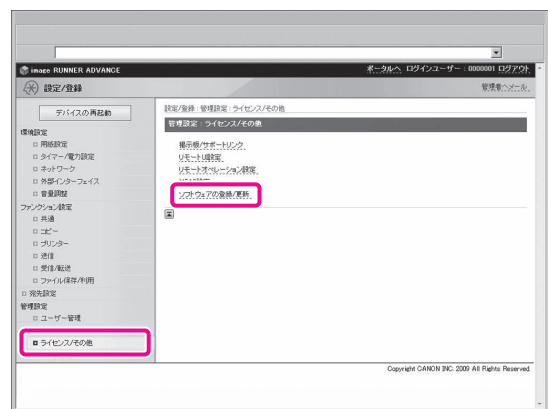 image RUNNER ADVANCE
ポータルへ ログインユーザー : 0000001 ログアウト
設定/登録
管理者へメール
デバイスの再起動
設定/登録 : 管理設定 : ライセンス/その他
管理設定 : ライセンス/その他
環境設定
用紙設定
タイマー/電力設定
ネットワーク
外部インターフェイス
音量調整
ファンクション設定
共通
コピー
プリンター
送信
受信/転送
ファイル保存/利用
宛先設定
管理設定
ユーザー管理
ライセンス/その他
掲示板/サポートリンク
リモートUI設定
リモートオペレーション設定
ソフトウェアの登録/更新
Copyright CANON INC. 2009 All Rights Reserved